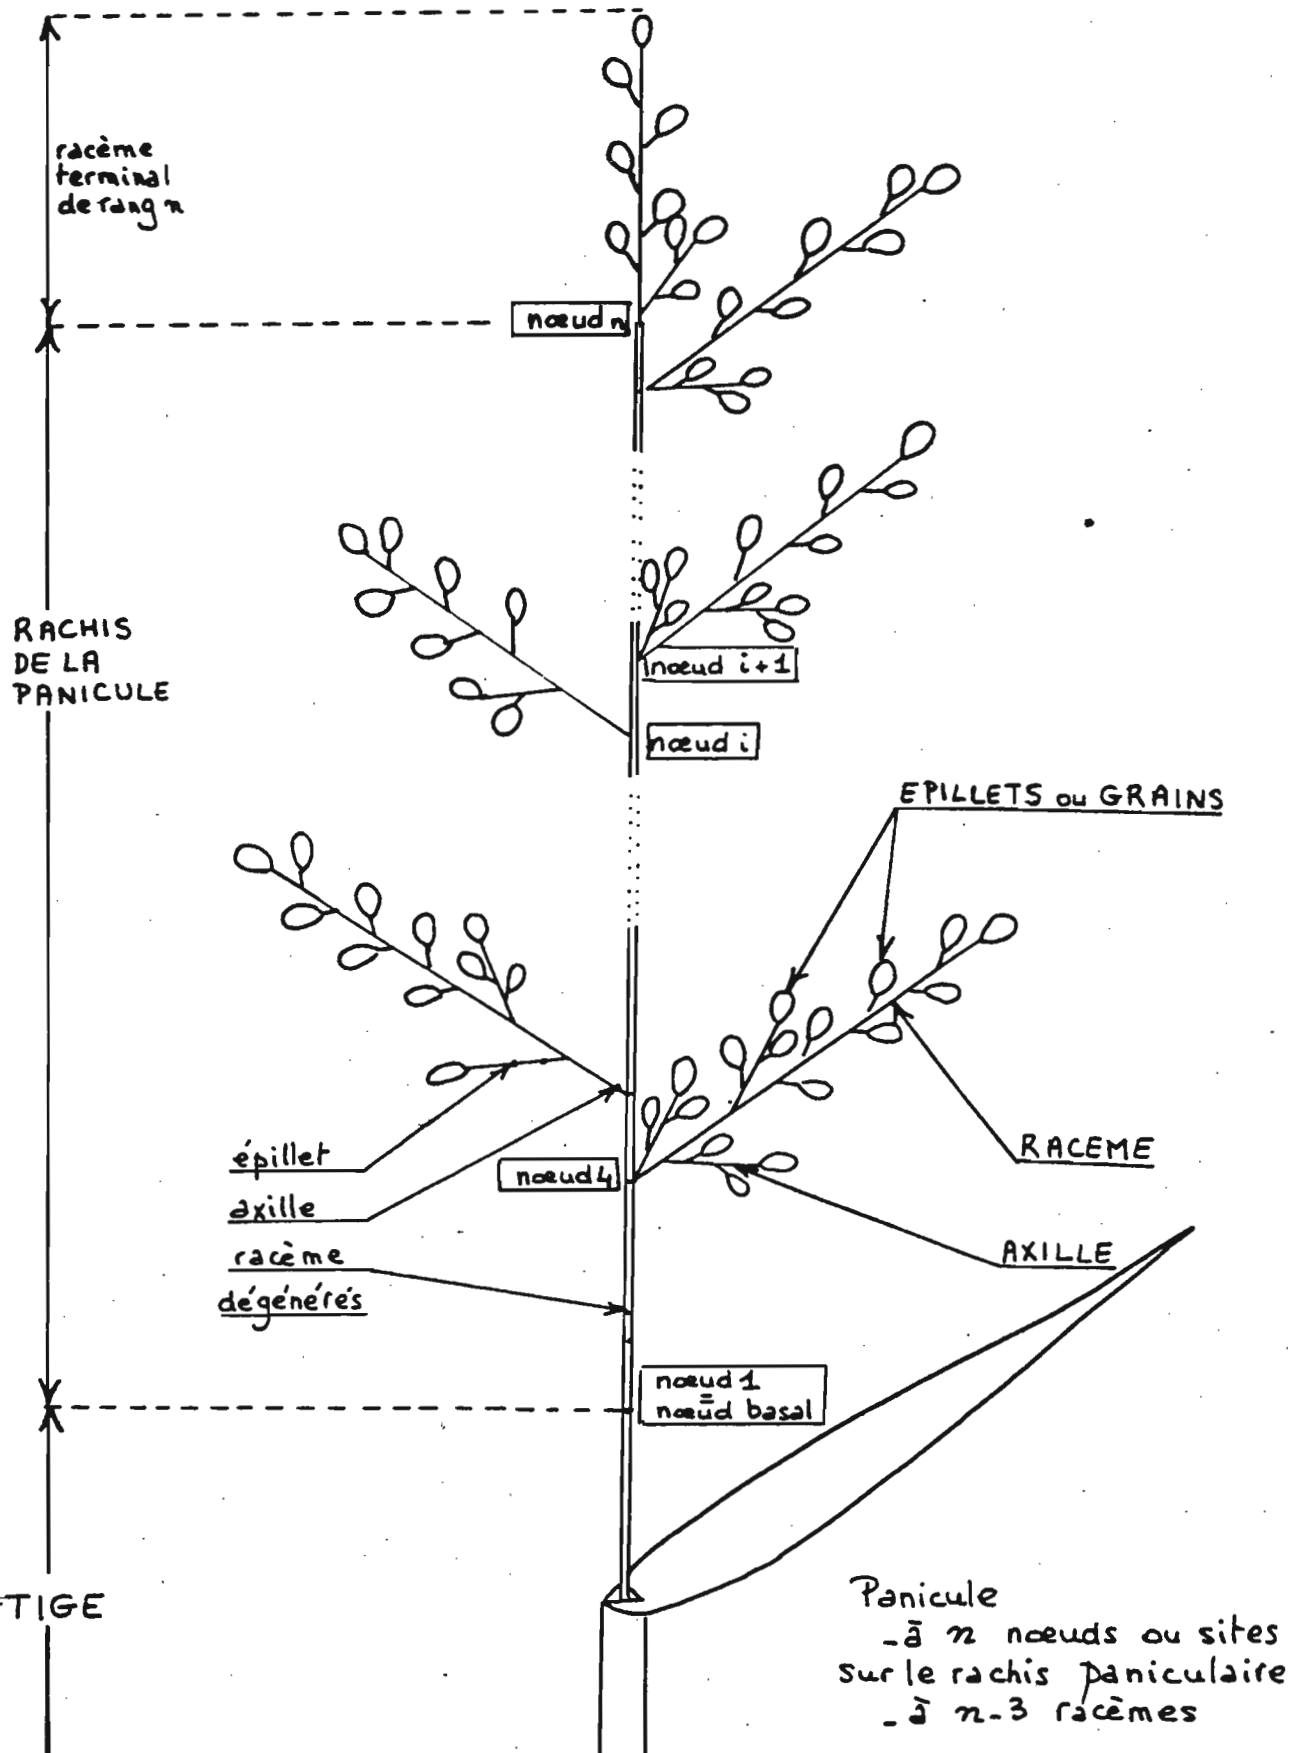 racème
terminal
de rang n
nœud n
RACHIS
DE LA
PANICULE
nœud i+1
nœud i
EPILLETS ou GRAINS
épillet
axille
racème
dégénérés
nœud 4
RACEME
AXILLE
nœud 1
=
nœud basal
TIGE
Panicule
- à n nœuds ou sites
sur le rachis paniculaire
- à n-3 racèmes